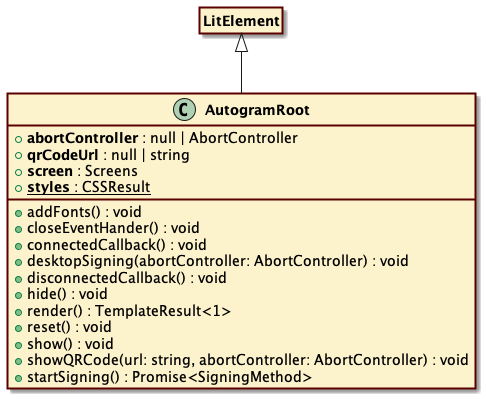 LitElement
C AutogramRoot
abortController : null | AbortController
qrCodeUrl : null | string
screen : Screens
styles : CSSResult
addFonts() : void
closeEventHander() : void
connectedCallback() : void
desktopSigning(abortController: AbortController) : void
disconnectedCallback() : void
hide() : void
render() : TemplateResult<1>
reset() : void
show() : void
showQRCode(url: string, abortController: AbortController) : void
startSigning() : Promise<SigningMethod>